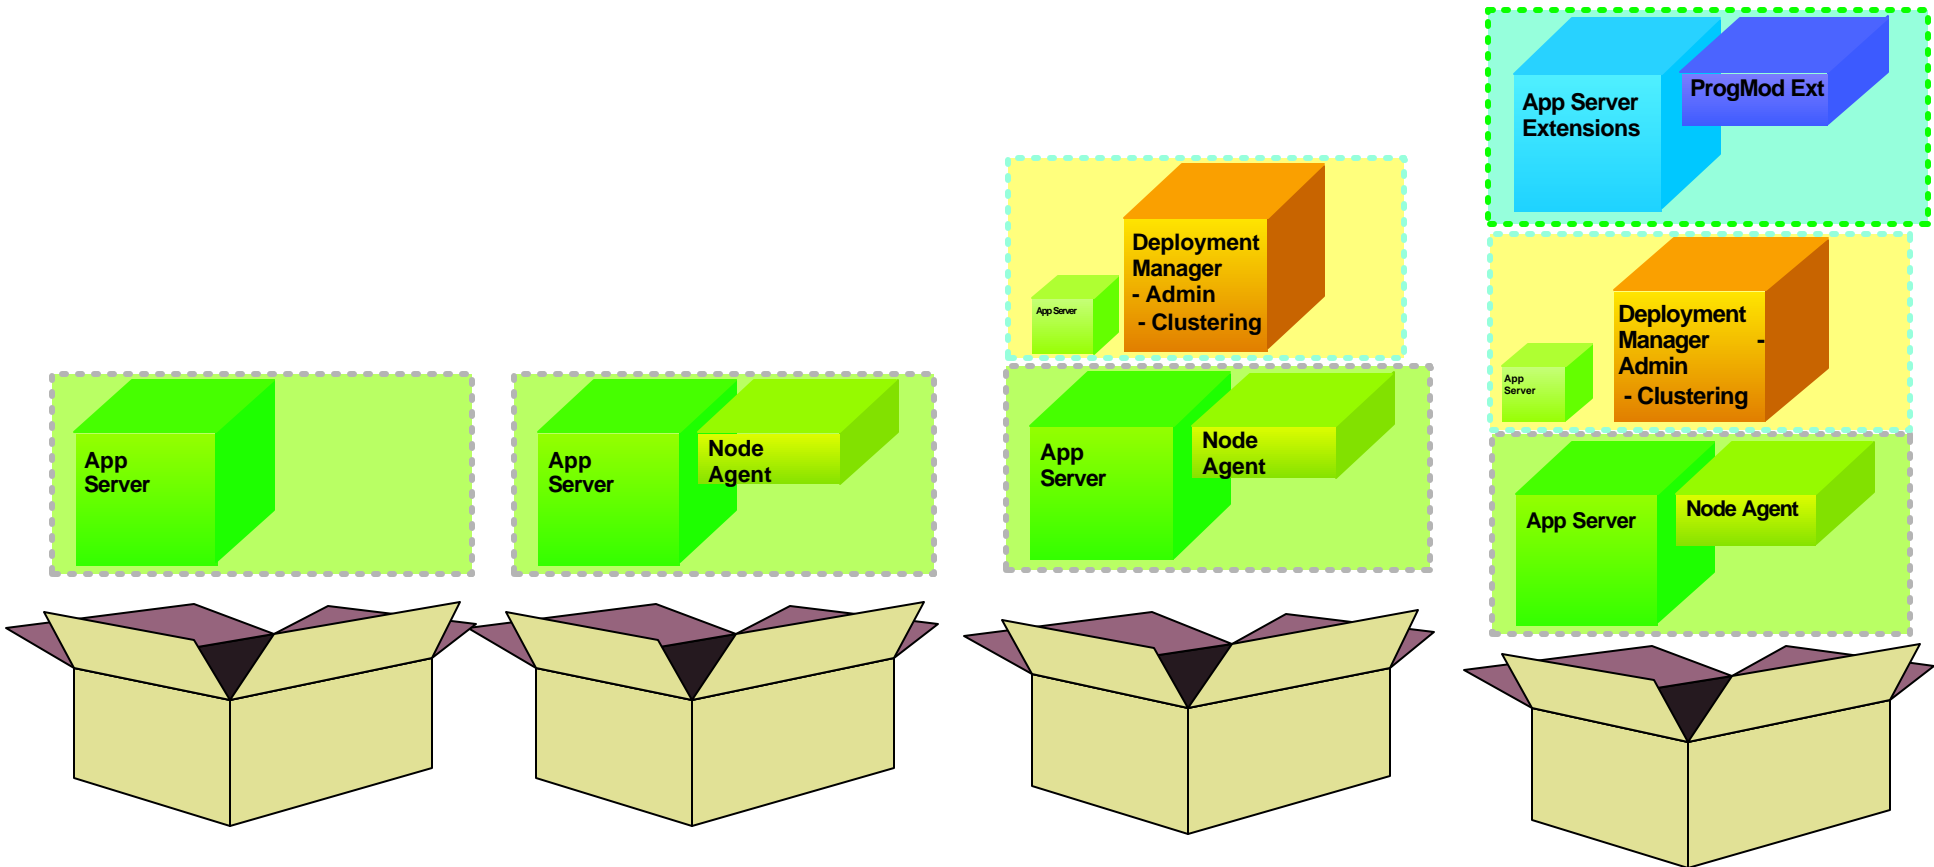 App
Server
App
Server
Node
Agent
Deployment
Manager
- Admin
- Clustering
App Server
App
Server
Node
Agent
App Server
Extensions
ProgMod Ext
Deployment
Manager -
Admin
- Clustering
App
Server
App Server
Node Agent